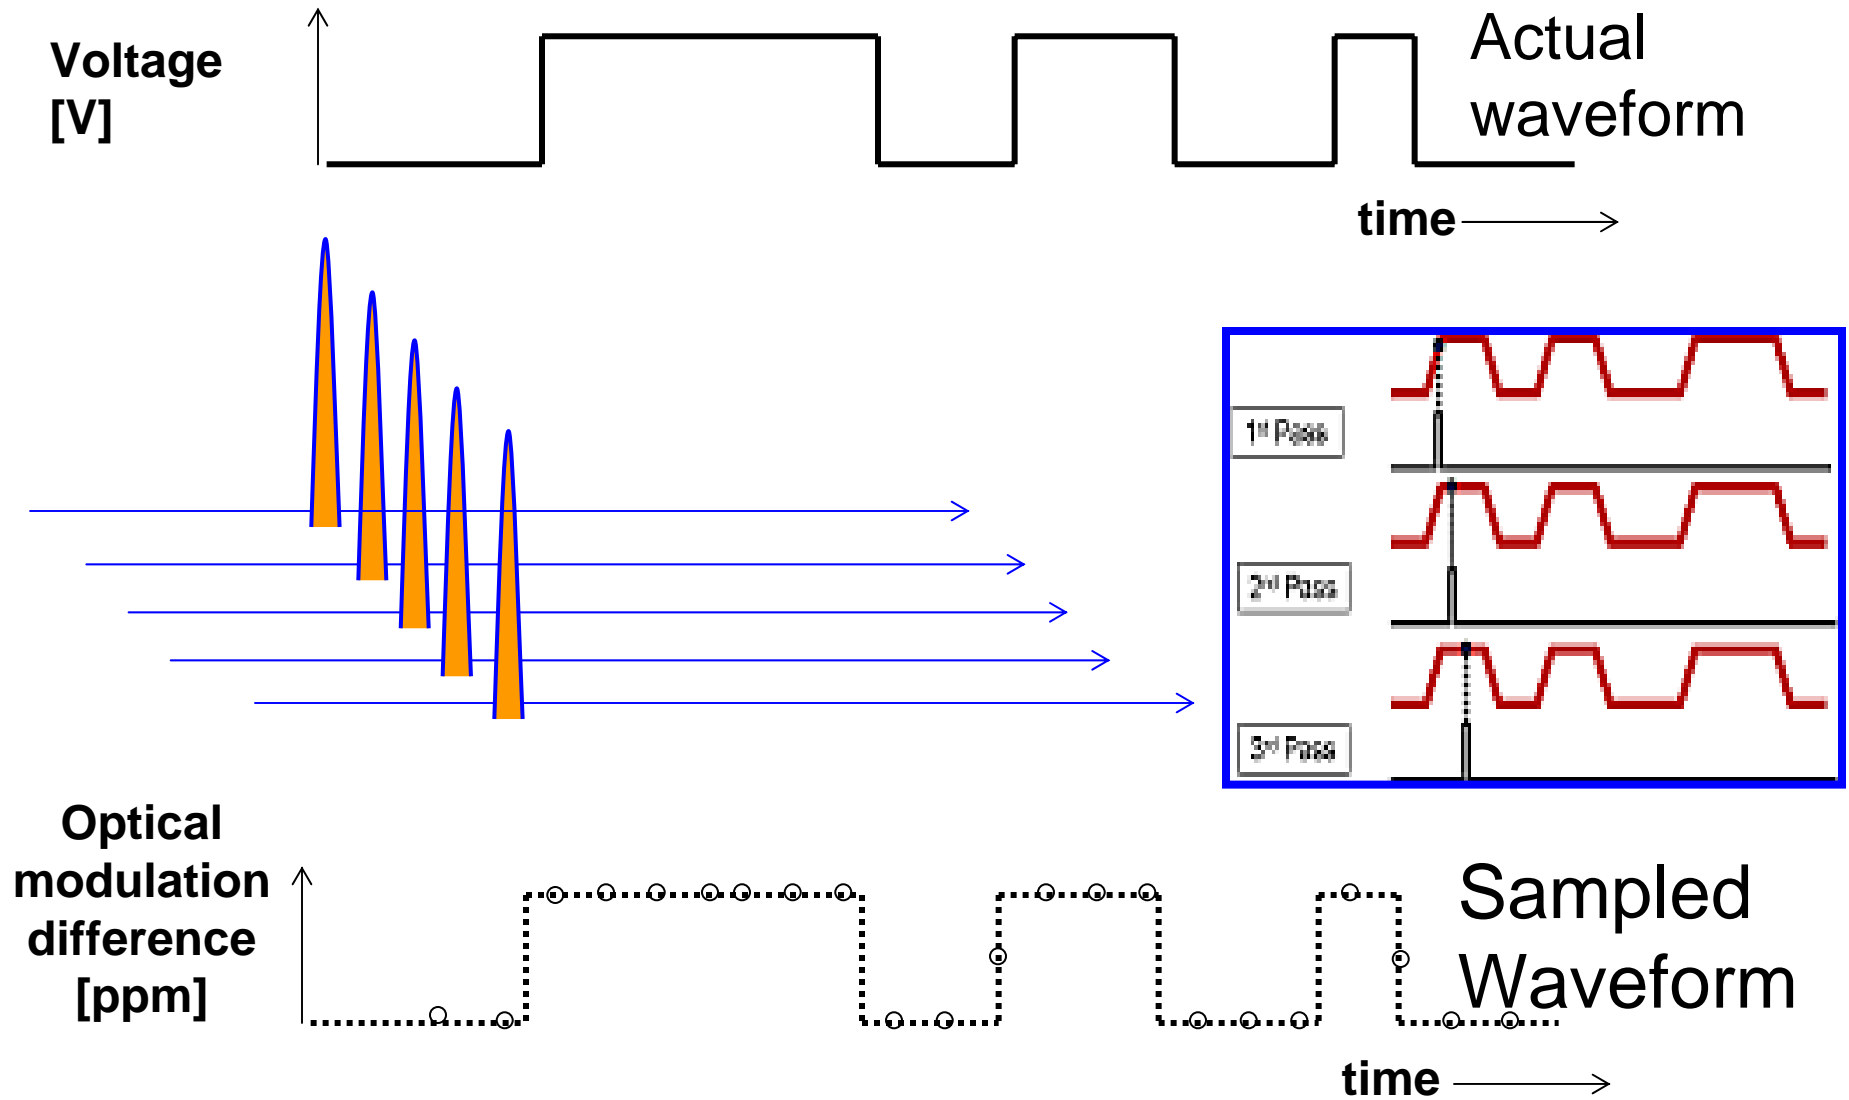 Voltage
[V]
Actual
waveform
time
1st Pass
2nd Pass
3rd Pass
Optical
modulation
difference
[ppm]
Sampled
Waveform
time